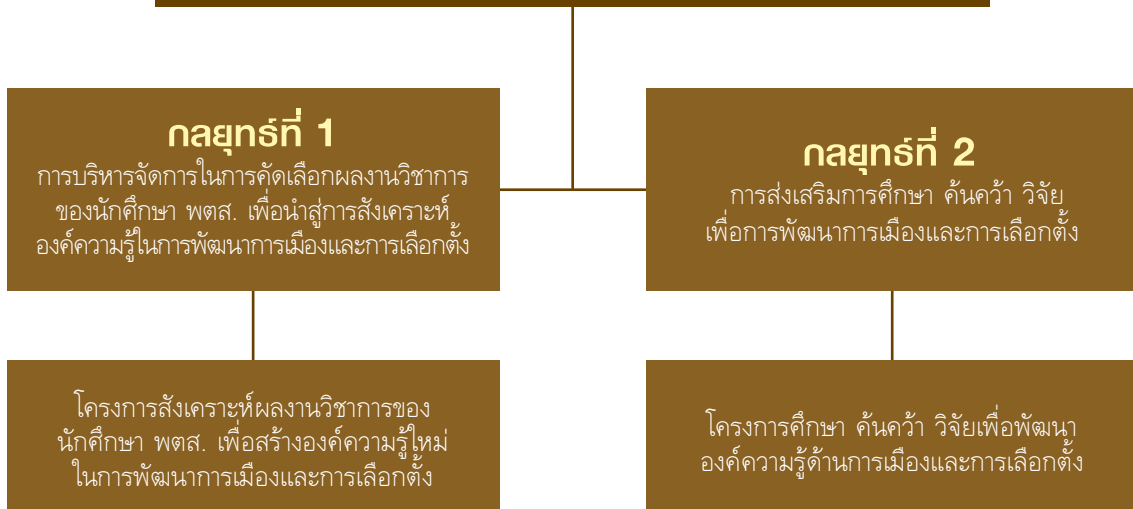 กลยุทธ์ที่ 1
การบริหารจัดการในการคัดเลือกผลงานวิชาการ
ของนักศึกษา พตส. เพื่อนำสู่การสังเคราะห์
องค์ความรู้ในการพัฒนาการเมืองและการเลือกตั้ง
กลยุทธ์ที่ 2
การส่งเสริมการศึกษา ค้นคว้า วิจัย
เพื่อการพัฒนาการเมืองและการเลือกตั้ง
โครงการสังเคราะห์ผลงานวิชาการของ
นักศึกษา พตส. เพื่อสร้างองค์ความรู้ใหม่
ในการพัฒนาการเมืองและการเลือกตั้ง
โครงการศึกษา ค้นคว้า วิจัยเพื่อพัฒนา
องค์ความรู้ด้านการเมืองและการเลือกตั้ง